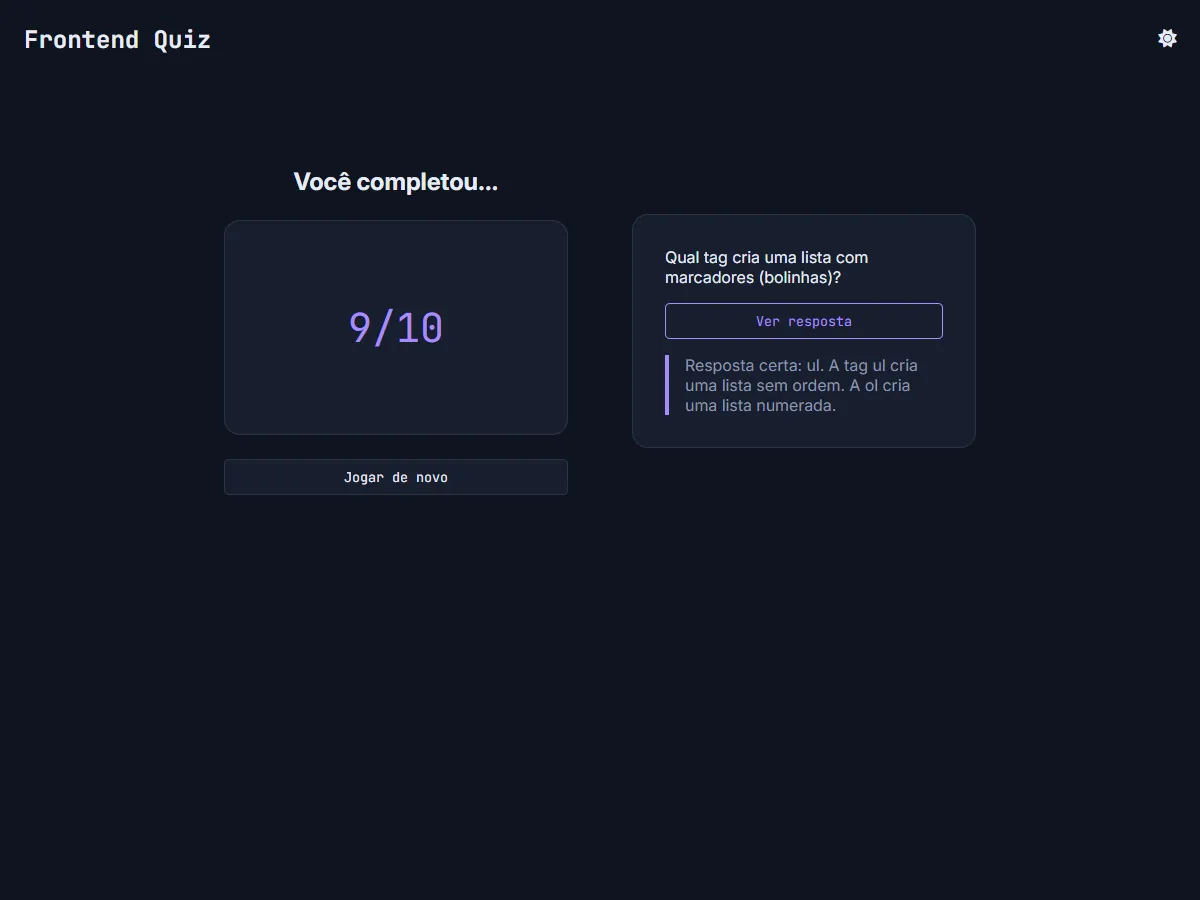 Frontend Quiz
Você completou...
9/10
Jogar de novo
Qual tag cria uma lista com
marcadores (bolinhas)?
Ver resposta
Resposta certa: ul. A tag ul cria
uma lista sem ordem. A ol cria
uma lista numerada.